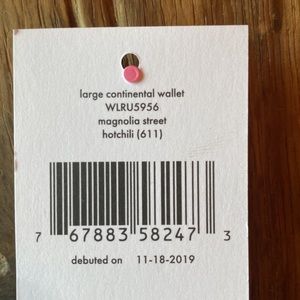 large continental wallet
WLRU5956
magnolia street
hotchili (611)
7 67883 58247 3
debuted on 11-18-2019